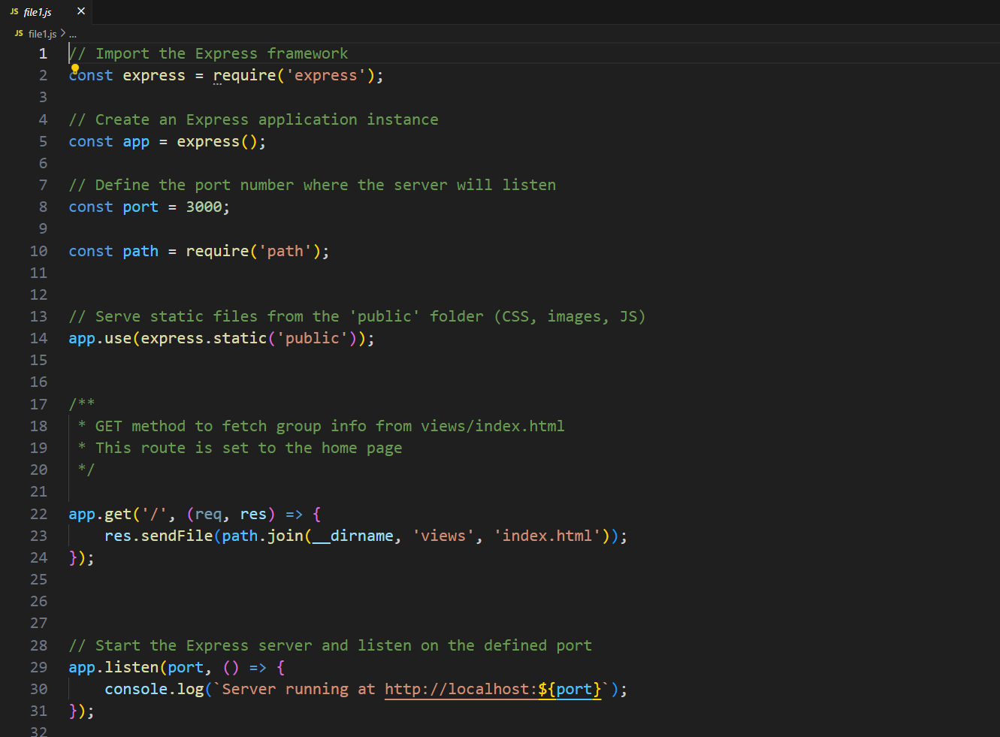 JS file1.js ×
JS file1.js > ...
1 // Import the Express framework
2 const express = require('express');
3
4 // Create an Express application instance
5 const app = express();
6
7 // Define the port number where the server will listen
8 const port = 3000;
9
10 const path = require('path');
11
12
13 // Serve static files from the 'public' folder (CSS, images, JS)
14 app.use(express.static('public'));
15
16
17 /**
18  * GET method to fetch group info from views/index.html
19  * This route is set to the home page
20  */
21
22 app.get('/', (req, res) => {
23     res.sendFile(path.join(__dirname, 'views', 'index.html'));
24 });
25
26
27
28 // Start the Express server and listen on the defined port
29 app.listen(port, () => {
30     console.log(`Server running at http://localhost:${port}`);
31 });
32